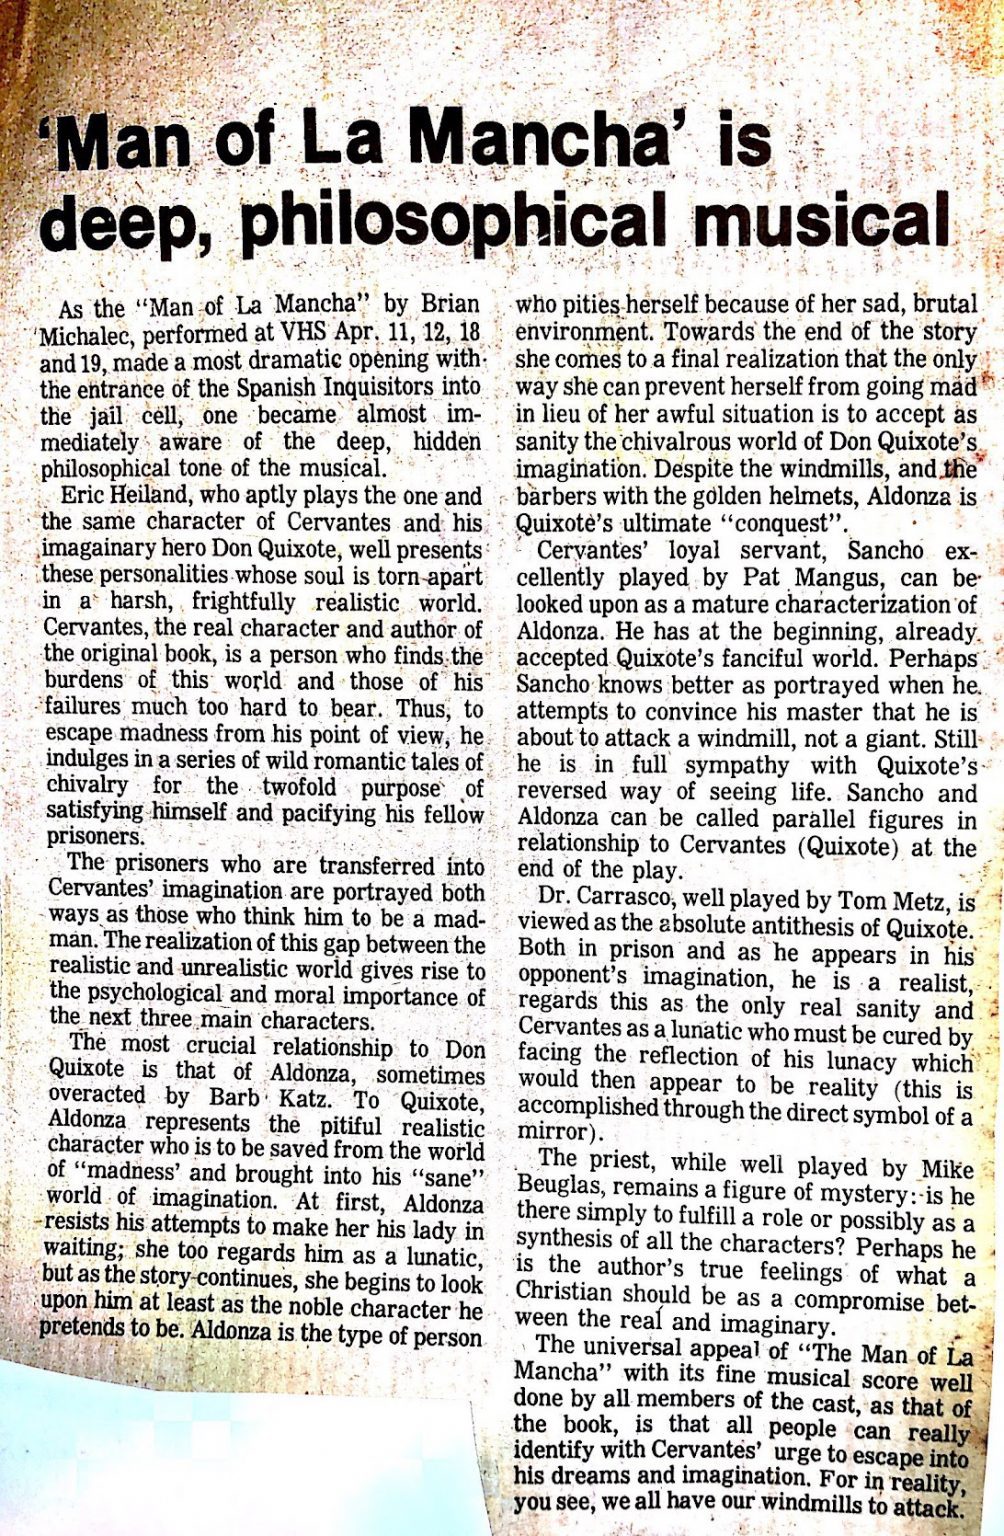 ‘Man of La Mancha’ is
deep, philosophical musical
As the “Man of La Mancha” by Brian
Michalec, performed at VHS Apr. 11, 12, 18
and 19, made a most dramatic opening with
the entrance of the Spanish Inquisitors into
the jail cell, one became almost im-
mediately aware of the deep, hidden
philosophical tone of the musical.
Eric Heiland, who aptly plays the one and
the same character of Cervantes and his
imagainary hero Don Quixote, well presents
these personalities whose soul is torn apart
in a harsh, frightfully realistic world.
Cervantes, the real character and author of
the original book, is a person who finds the
burdens of this world and those of his
failures much too hard to bear. Thus, to
escape madness from his point of view, he
indulges in a series of wild romantic tales of
chivalry for the twofold purpose of
satisfying himself and pacifying his fellow
prisoners.
The prisoners who are transferred into
Cervantes’ imagination are portrayed both
ways as those who think him to be a mad-
man. The realization of this gap between the
realistic and unrealistic world gives rise to
the psychological and moral importance of
the next three main characters.
The most crucial relationship to Don
Quixote is that of Aldonza, sometimes
overacted by Barb Katz. To Quixote,
Aldonza represents the pitiful realistic
character who is to be saved from the world
of “madness’ and brought into his “sane”
world of imagination. At first, Aldonza
resists his attempts to make her his lady in
waiting; she too regards him as a lunatic,
but as the story continues, she begins to look
upon him at least as the noble character he
pretends to be. Aldonza is the type of person
who pities herself because of her sad, brutal
environment. Towards the end of the story
she comes to a final realization that the only
way she can prevent herself from going mad
in lieu of her awful situation is to accept as
sanity the chivalrous world of Don Quixote’s
imagination. Despite the windmills, and the
barbers with the golden helmets, Aldonza is
Quixote’s ultimate “conquest”.
Cervantes’ loyal servant, Sancho ex-
cellently played by Pat Mangus, can be
looked upon as a mature characterization of
Aldonza. He has at the beginning, already
accepted Quixote’s fanciful world. Perhaps
Sancho knows better as portrayed when he
attempts to convince his master that he is
about to attack a windmill, not a giant. Still
he is in full sympathy with Quixote’s
reversed way of seeing life. Sancho and
Aldonza can be called parallel figures in
relationship to Cervantes (Quixote) at the
end of the play.
Dr. Carrasco, well played by Tom Metz, is
viewed as the absolute antithesis of Quixote.
Both in prison and as he appears in his
opponent’s imagination, he is a realist,
regards this as the only real sanity and
Cervantes as a lunatic who must be cured by
facing the reflection of his lunacy which
would then appear to be reality (this is
accomplished through the direct symbol of a
mirror).
The priest, while well played by Mike
Beuglas, remains a figure of mystery: is he
there simply to fulfill a role or possibly as a
synthesis of all the characters? Perhaps he
is the author’s true feelings of what a
Christian should be as a compromise bet-
ween the real and imaginary.
The universal appeal of “The Man of La
Mancha” with its fine musical score well
done by all members of the cast, as that of
the book, is that all people can really
identify with Cervantes’ urge to escape into
his dreams and imagination. For in reality,
you see, we all have our windmills to attack.